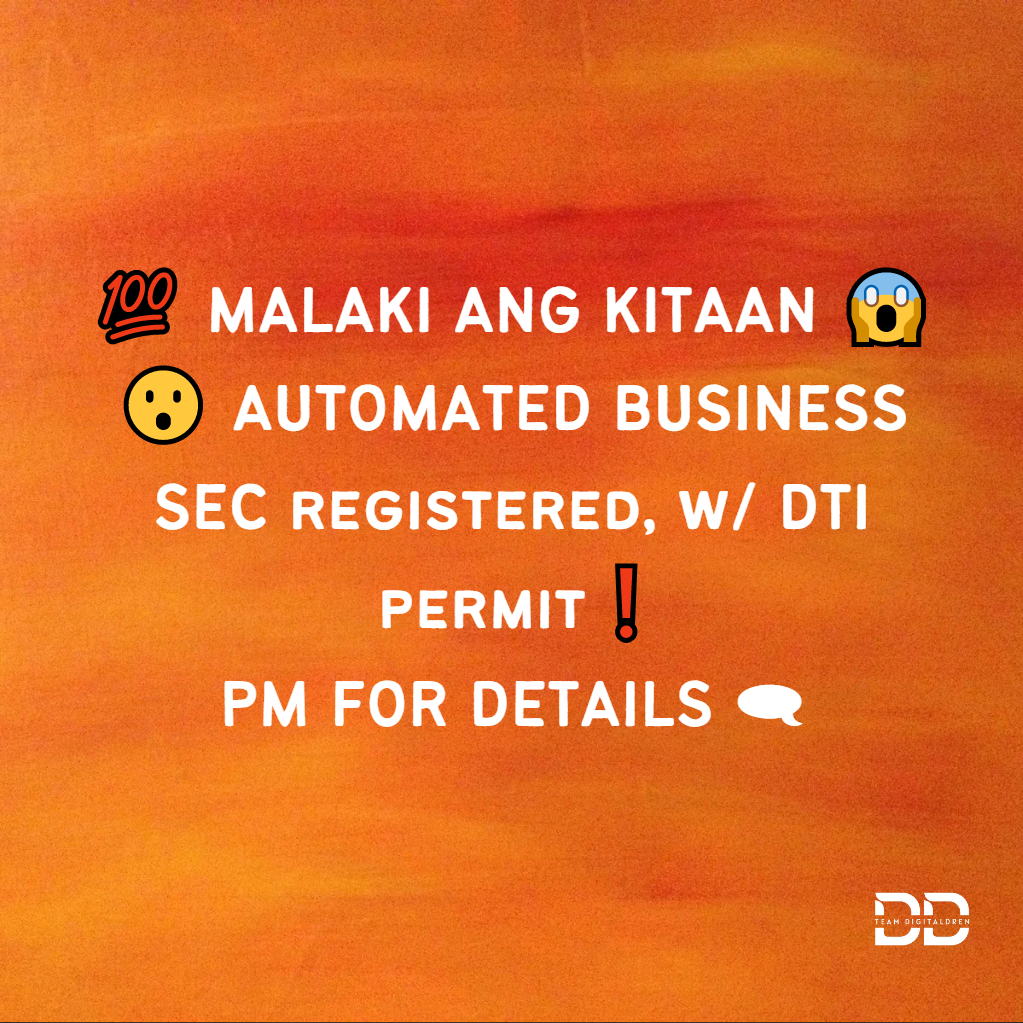 💯 MALAKI ANG KITAAN 😱
😮 AUTOMATED BUSINESS
SEC REGISTERED, W/ DTI
PERMIT ❗
PM FOR DETAILS 🗨
DD
TEAM DIGITALDREN